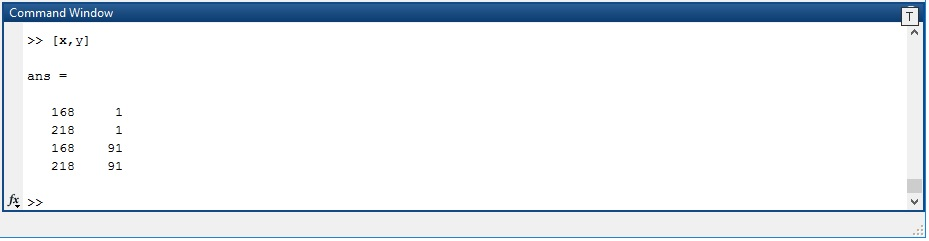 Command Window
T
>> [x,y]
ans =
168 1
218 1
168 91
218 91
fx >>